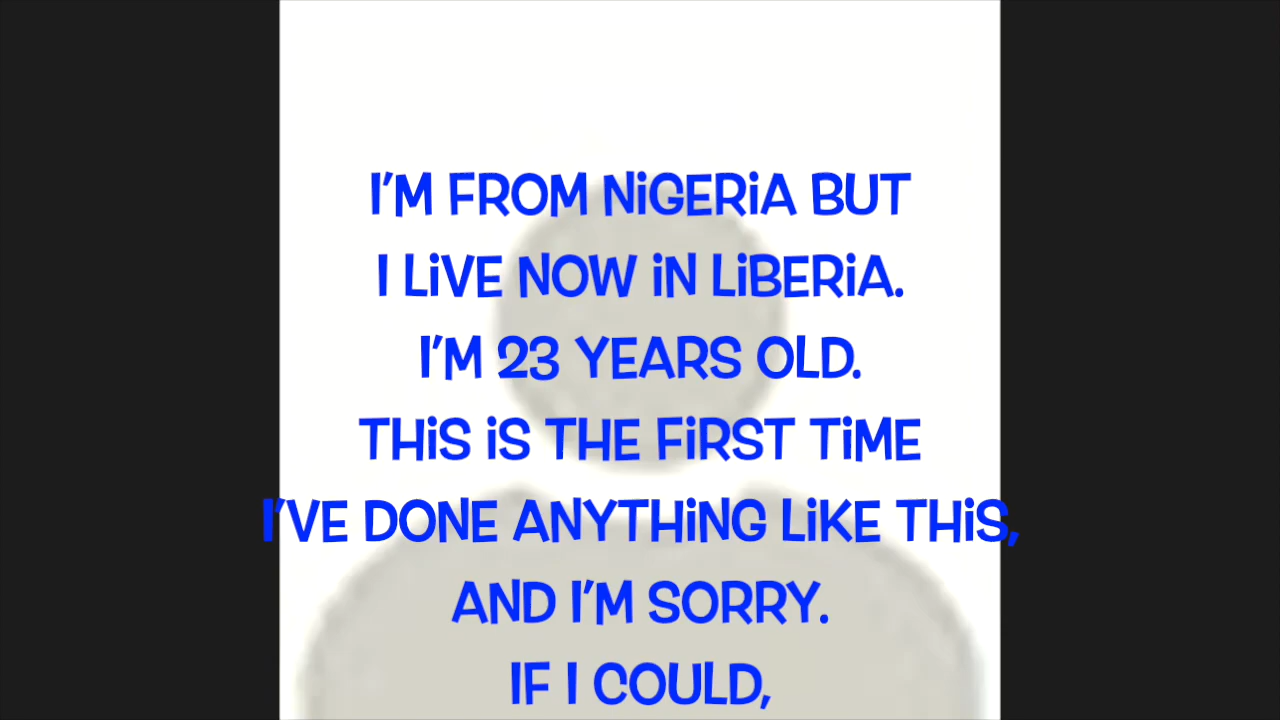 I'M FROM NiGERiA BUT
I LiVE NOW iN LiBERiA.
I'M 23 YEARS OLD.
THiS iS THE FiRST TiME
I'VE DONE ANYTHiNG LiKE THiS,
AND I'M SORRY.
IF I COULD,